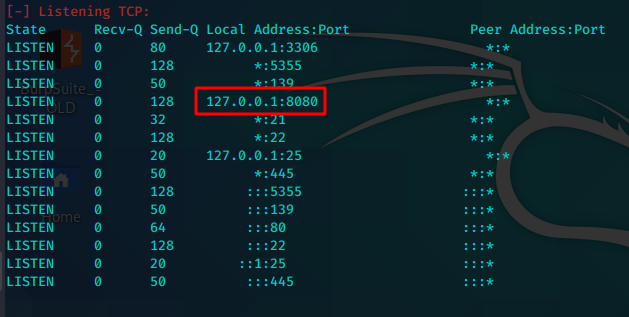 [-] Listening TCP:
State Recv-Q Send-Q Local Address:Port Peer Address:Port
LISTEN 0 80 127.0.0.1:3306 *:*
LISTEN 0 128 *:5355 *:*
LISTEN 0 50 *:139 *:*
LISTEN 0 128 127.0.0.1:8080 *:*
LISTEN 0 32 *:21 *:*
LISTEN 0 128 *:22 *:*
LISTEN 0 20 127.0.0.1:25 *:*
LISTEN 0 50 *:445 *:*
LISTEN 0 128 :::5355 :::*
LISTEN 0 50 :::139 :::*
LISTEN 0 64 :::80 :::*
LISTEN 0 128 :::22 :::*
LISTEN 0 20 ::1:25 :::*
LISTEN 0 50 :::445 :::*
OLD
Home